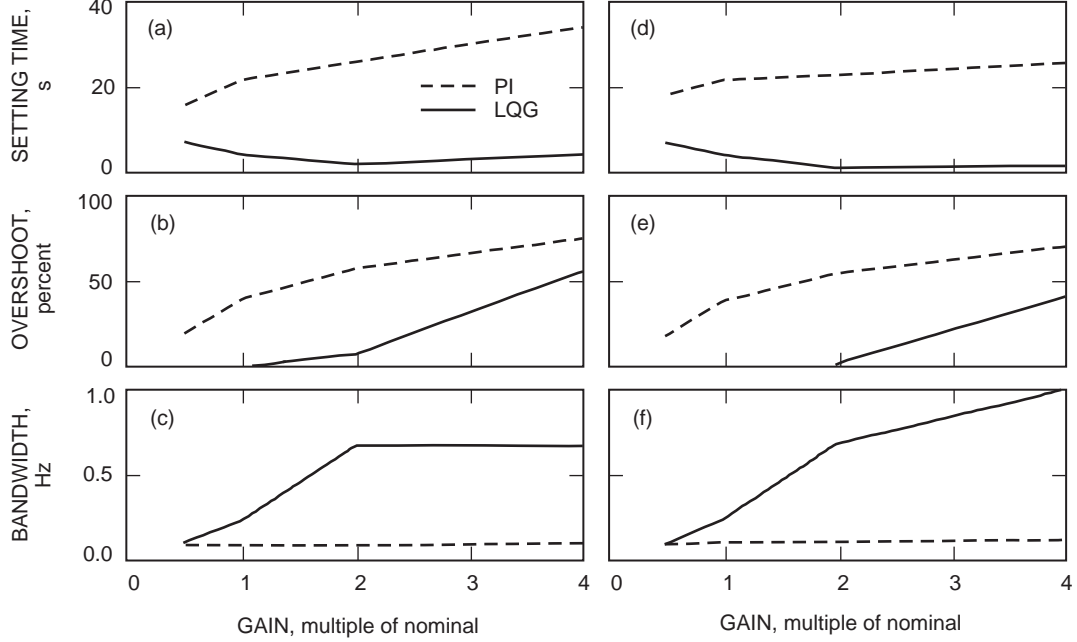 SETTING TIME,
s
40
20
0
(a)
PI
LQG
(d)
OVERSHOOT,
percent
100
50
0
(b)
(e)
BANDWIDTH,
Hz
1.0
0.5
0.0
(c)
(f)
0 1 2 3 4
0 1 2 3 4
GAIN, multiple of nominal
GAIN, multiple of nominal